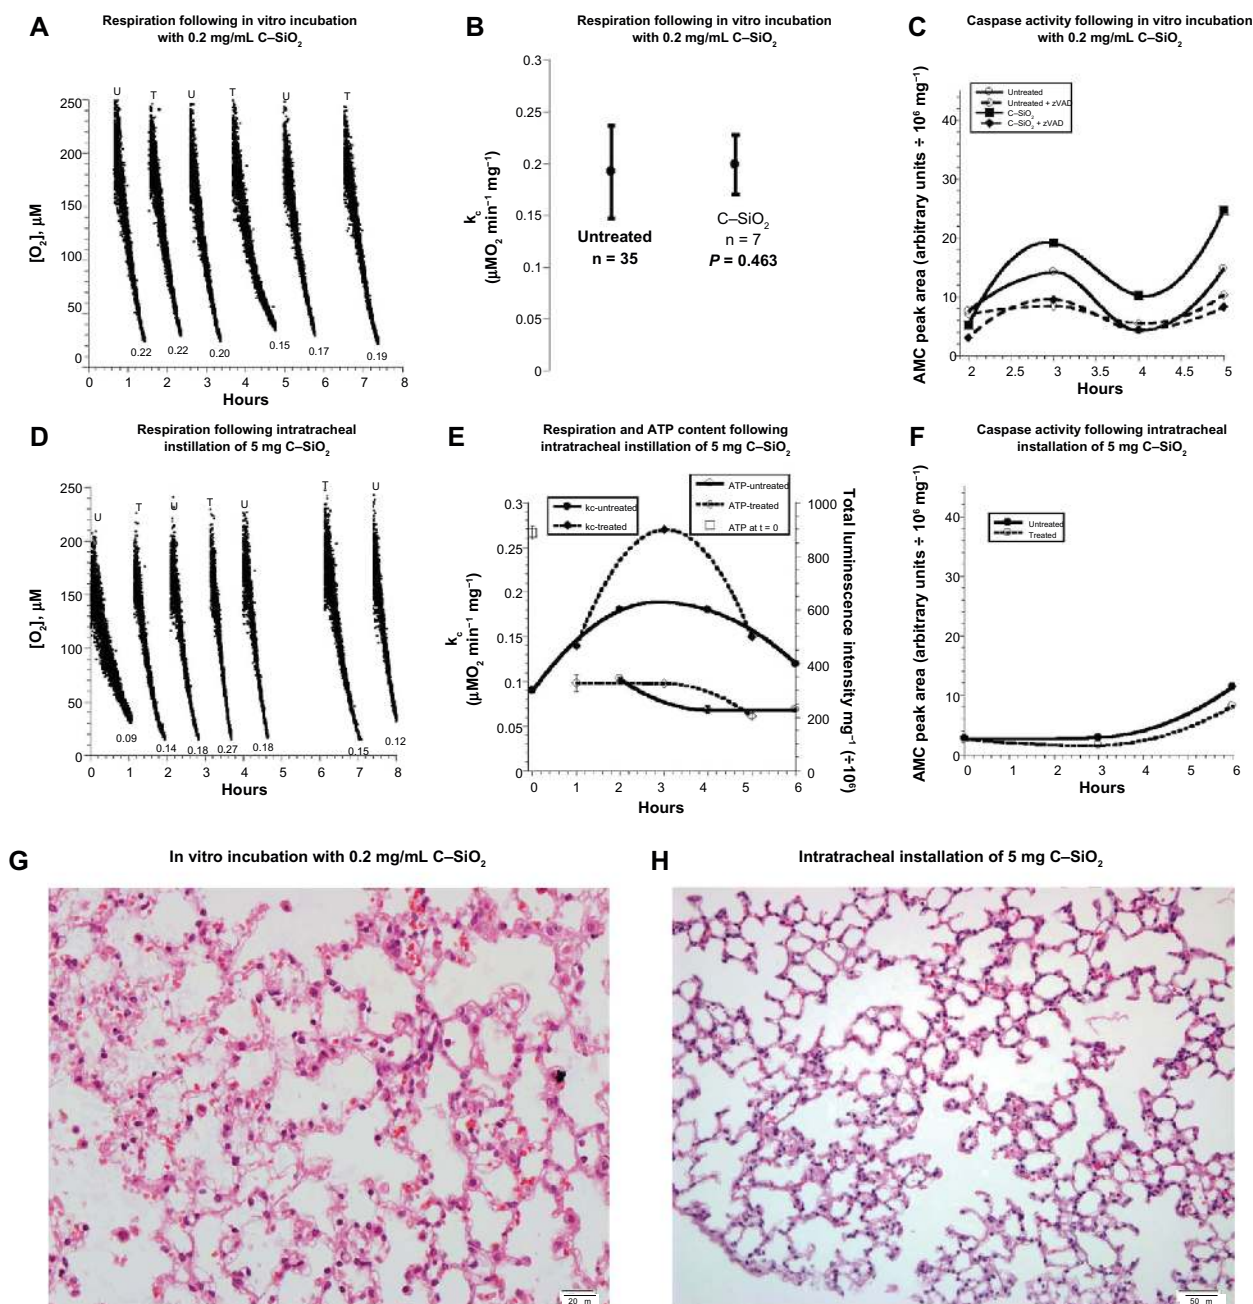 A
Respiration following in vitro incubation
with 0.2 mg/mL C–SiO2
[O2], μM
250
200
150
100
50
0
U T U T U T
0.22 0.22 0.20 0.15 0.17 0.19
0 1 2 3 4 5 6 7 8
Hours
B
Respiration following in vitro incubation
with 0.2 mg/mL C–SiO2
kc
(μMO2 min−1 mg−1)
0.3
0.25
0.2
0.15
0.1
0.05
0
Untreated
n = 35
C–SiO2
n = 7
P = 0.463
C
Caspase activity following in vitro incubation
with 0.2 mg/mL C–SiO2
AMC peak area (arbitrary units ÷ 10⁶ mg−1)
Untreated
Untreated + zVAD
C–SiO2
C–SiO2 + zVAD
40
30
20
10
0
2 2.5 3 3.5 4 4.5 5
Hours
D
Respiration following intratracheal
instillation of 5 mg C–SiO2
[O2], μM
250
200
150
100
50
0
U T U T U T U
0.09 0.14 0.18 0.27 0.18 0.15 0.12
0 1 2 3 4 5 6 7 8
Hours
E
Respiration and ATP content following
intratracheal instillation of 5 mg C–SiO2
kc-untreated
kc-treated
ATP-untreated
ATP-treated
ATP at t = 0
kc
(μMO2 min−1 mg−1)
0.3
0.25
0.2
0.15
0.1
0.05
0
Total luminescence intensity mg−1 (÷10⁶)
1000
800
600
400
200
0
0 1 2 3 4 5 6
Hours
F
Caspase activity following intratracheal
installation of 5 mg C–SiO2
AMC peak area (arbitrary units ÷ 10⁶ mg−1)
Untreated
Treated
40
30
20
10
0
0 1 2 3 4 5 6
Hours
G
In vitro incubation with 0.2 mg/mL C–SiO2
20 m
H
Intratracheal installation of 5 mg C–SiO2
50 m